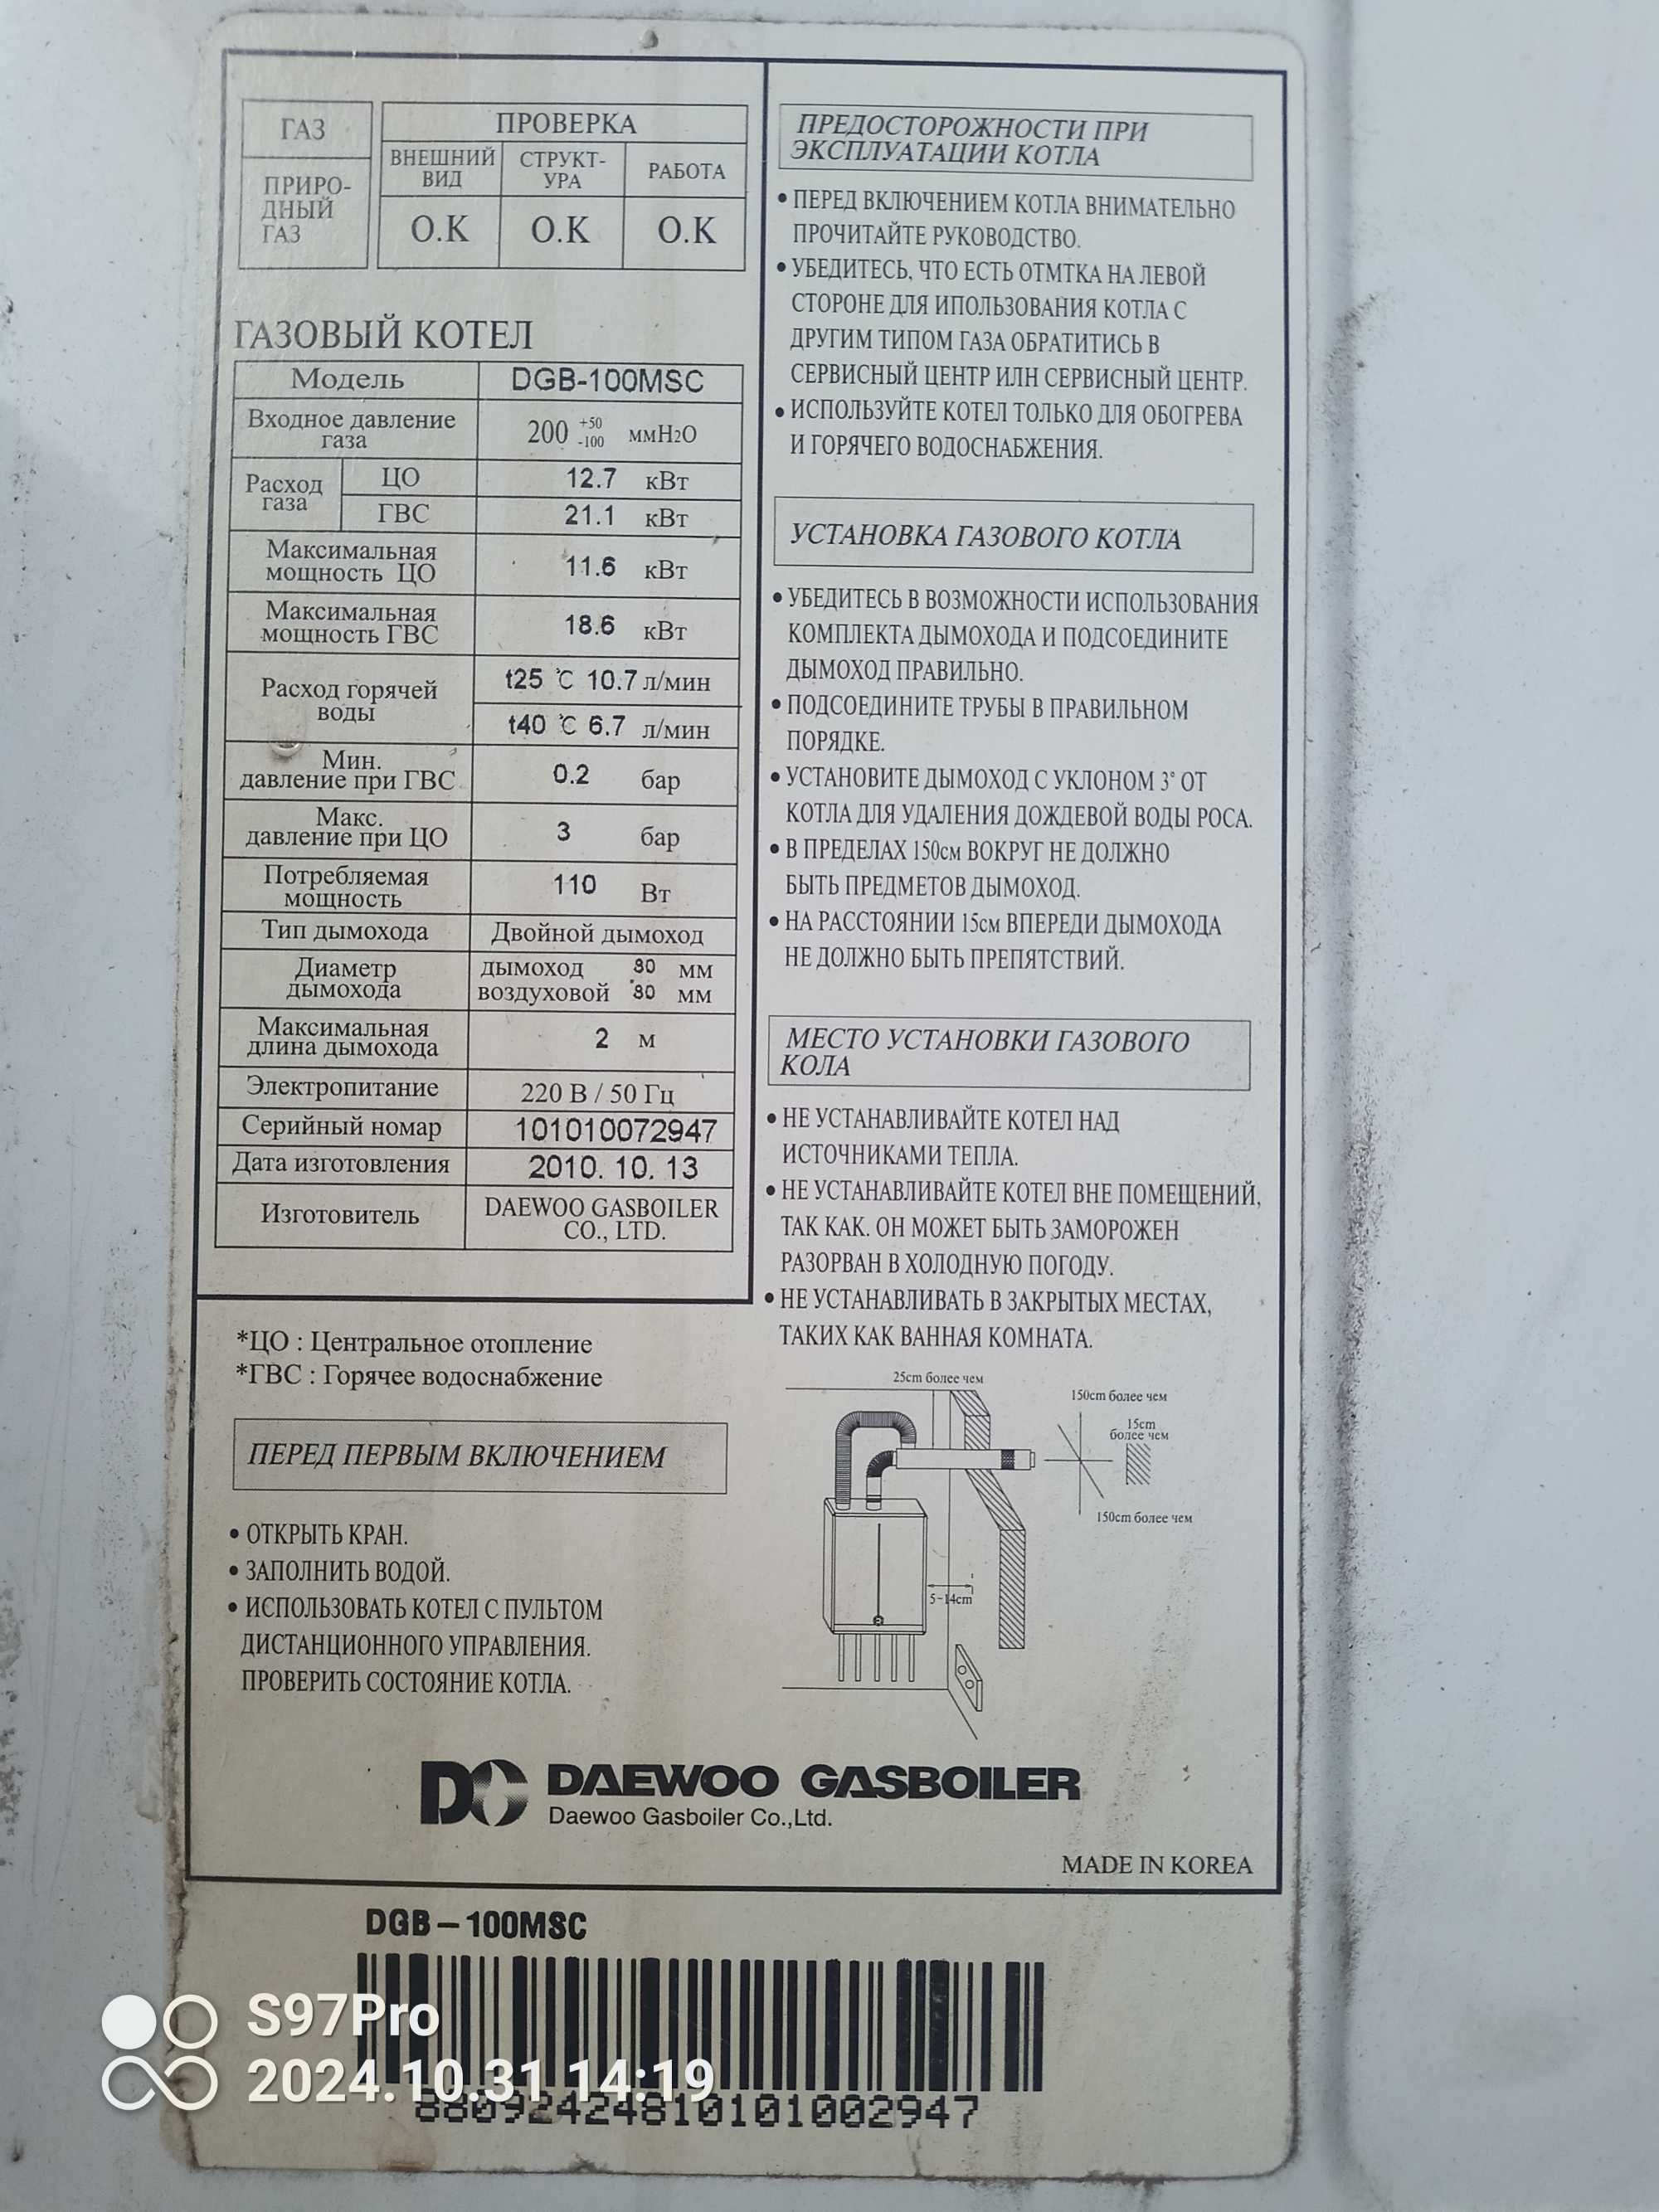 ГАЗ
ПРИРО-
ДНЫЙ
ГАЗ
ПРОВЕРКА
ВНЕШНИЙ
ВИД
СТРУКТ-
УРА
РАБОТА
О.К О.К О.К
ГАЗОВЫЙ КОТЕЛ
Модель DGB-100MSC
Входное давление
газа
200 +50 -100 ммH2O
Расход
газа
ЦО 12.7 кВт
ГВС 21.1 кВт
Максимальная
мощность ЦО
11.6 кВт
Максимальная
мощность ГВС
18.6 кВт
Расход горячей
воды
t25 ℃ 10.7 л/мин
t40 ℃ 6.7 л/мин
Мин.
давление при ГВС
0.2 бар
Макс.
давление при ЦО
3 бар
Потребляемая
мощность
110 Вт
Тип дымохода Двойной дымоход
Диаметр
дымохода
дымоход 80 мм
воздуховой 80 мм
Максимальная
длина дымохода
2 м
Электропитание 220 В / 50 Гц
Серийный номар 101010072947
Дата изготовления 2010. 10. 13
Изготовитель
DAEWOO GASBOILER
CO., LTD.
*ЦО : Центральное отопление
*ГВС : Горячее водоснабжение
ПЕРЕД ПЕРВЫМ ВКЛЮЧЕНИЕМ
• ОТКРЫТЬ КРАН.
• ЗАПОЛНИТЬ ВОДОЙ.
• ИСПОЛЬЗОВАТЬ КОТЕЛ С ПУЛЬТОМ
ДИСТАНЦИОННОГО УПРАВЛЕНИЯ.
ПРОВЕРИТЬ СОСТОЯНИЕ КОТЛА.
ПРЕДОСТОРОЖНОСТИ ПРИ
ЭКСПЛУАТАЦИИ КОТЛА
• ПЕРЕД ВКЛЮЧЕНИЕМ КОТЛА ВНИМАТЕЛЬНО
ПРОЧИТАЙТЕ РУКОВОДСТВО.
• УБЕДИТЕСЬ, ЧТО ЕСТЬ ОТМТКА НА ЛЕВОЙ
СТОРОНЕ ДЛЯ ИПОЛЬЗОВАНИЯ КОТЛА С
ДРУГИМ ТИПОМ ГАЗА ОБРАТИТИСЬ В
СЕРВИСНЫЙ ЦЕНТР ИЛН СЕРВИСНЫЙ ЦЕНТР.
• ИСПОЛЬЗУЙТЕ КОТЕЛ ТОЛЬКО ДЛЯ ОБОГРЕВА
И ГОРЯЧЕГО ВОДОСНАБЖЕНИЯ.
УСТАНОВКА ГАЗОВОГО КОТЛА
• УБЕДИТЕСЬ В ВОЗМОЖНОСТИ ИСПОЛЬЗОВАНИЯ
КОМПЛЕКТА ДЫМОХОДА И ПОДСОЕДИНИТЕ
ДЫМОХОД ПРАВИЛЬНО.
• ПОДСОЕДИНИТЕ ТРУБЫ В ПРАВИЛЬНОМ
ПОРЯДКЕ.
• УСТАНОВИТЕ ДЫМОХОД С УКЛОНОМ 3° ОТ
КОТЛА ДЛЯ УДАЛЕНИЯ ДОЖДЕВОЙ ВОДЫ РОСА.
• В ПРЕДЕЛАХ 150см ВОКРУГ НЕ ДОЛЖНО
БЫТЬ ПРЕДМЕТОВ ДЫМОХОД.
• НА РАССТОЯНИИ 15см ВПЕРЕДИ ДЫМОХОДА
НЕ ДОЛЖНО БЫТЬ ПРЕПЯТСТВИЙ.
МЕСТО УСТАНОВКИ ГАЗОВОГО
КОЛА
• НЕ УСТАНАВЛИВАЙТЕ КОТЕЛ НАД
ИСТОЧНИКАМИ ТЕПЛА.
• НЕ УСТАНАВЛИВАЙТЕ КОТЕЛ ВНЕ ПОМЕЩЕНИЙ,
ТАК КАК. ОН МОЖЕТ БЫТЬ ЗАМОРОЖЕН
РАЗОРВАН В ХОЛОДНУЮ ПОГОДУ.
• НЕ УСТАНАВЛИВАТЬ В ЗАКРЫТЫХ МЕСТАХ,
ТАКИХ КАК ВАННАЯ КОМНАТА.
25cm более чем
150cm более чем
15cm
более чем
150cm более чем
5~14cm
DAEWOO GASBOILER
Daewoo Gasboiler Co.,Ltd.
MADE IN KOREA
DGB-100MSC
S97Pro
2024.10.31 14:19
88092424810101002947